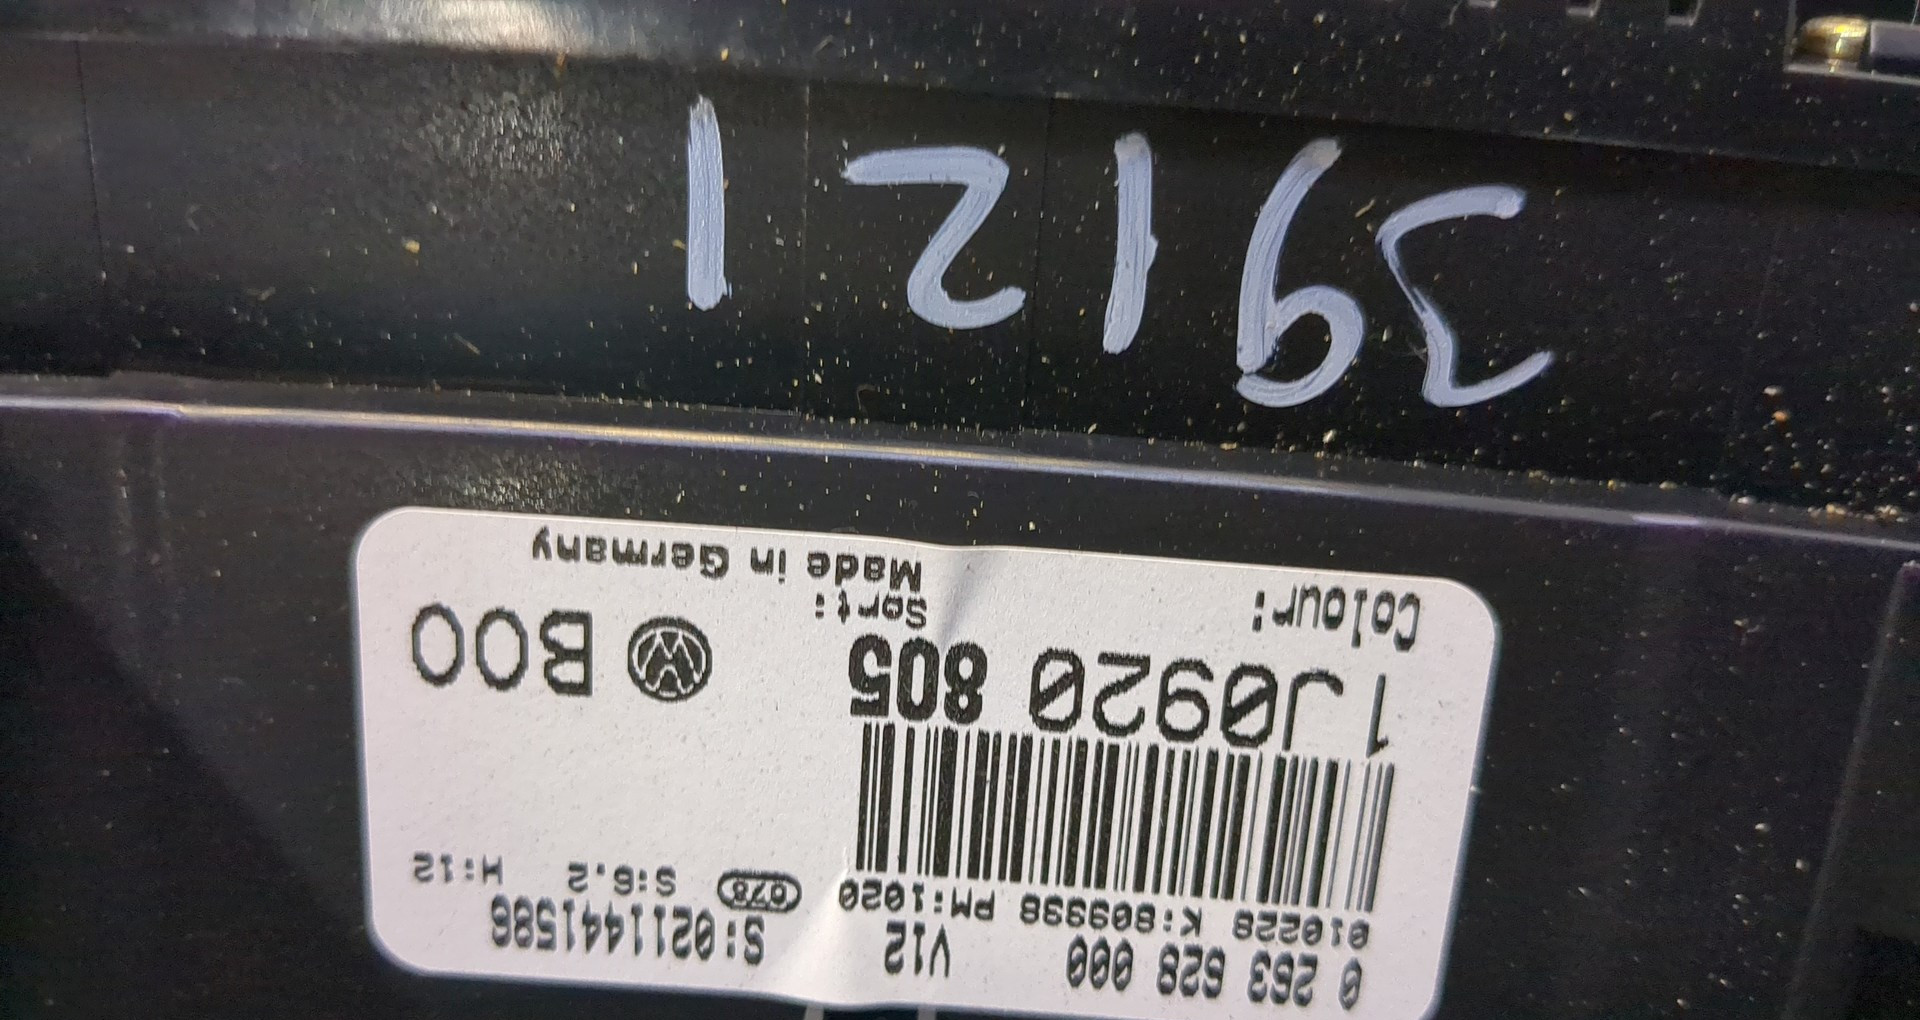 0 263 628 000 V12 S:0211441586
010228 K:809998 PM:1020 678 S:6.2 H:12
1J0920 805 B00
Colour: Sort:
Made in Germany
39121